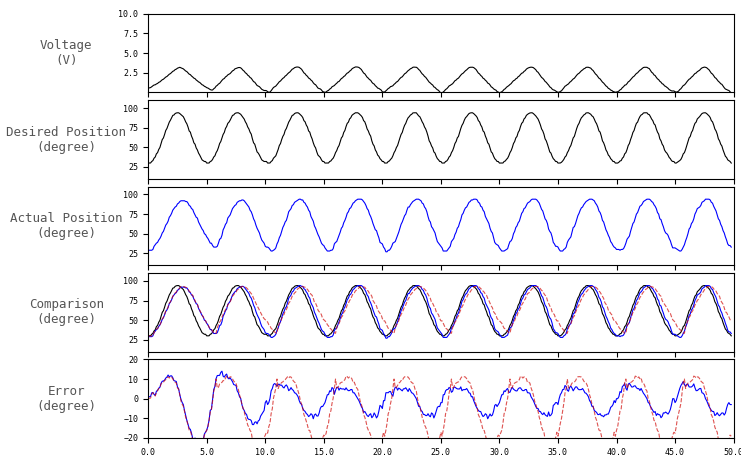 10.0
7.5
5.0
2.5
Voltage
(V)
100
75
50
25
Desired Position
(degree)
100
75
50
25
Actual Position
(degree)
100
75
50
25
Comparison
(degree)
20
10
0
−10
−20
Error
(degree)
0.0 5.0 10.0 15.0 20.0 25.0 30.0 35.0 40.0 45.0 50.0